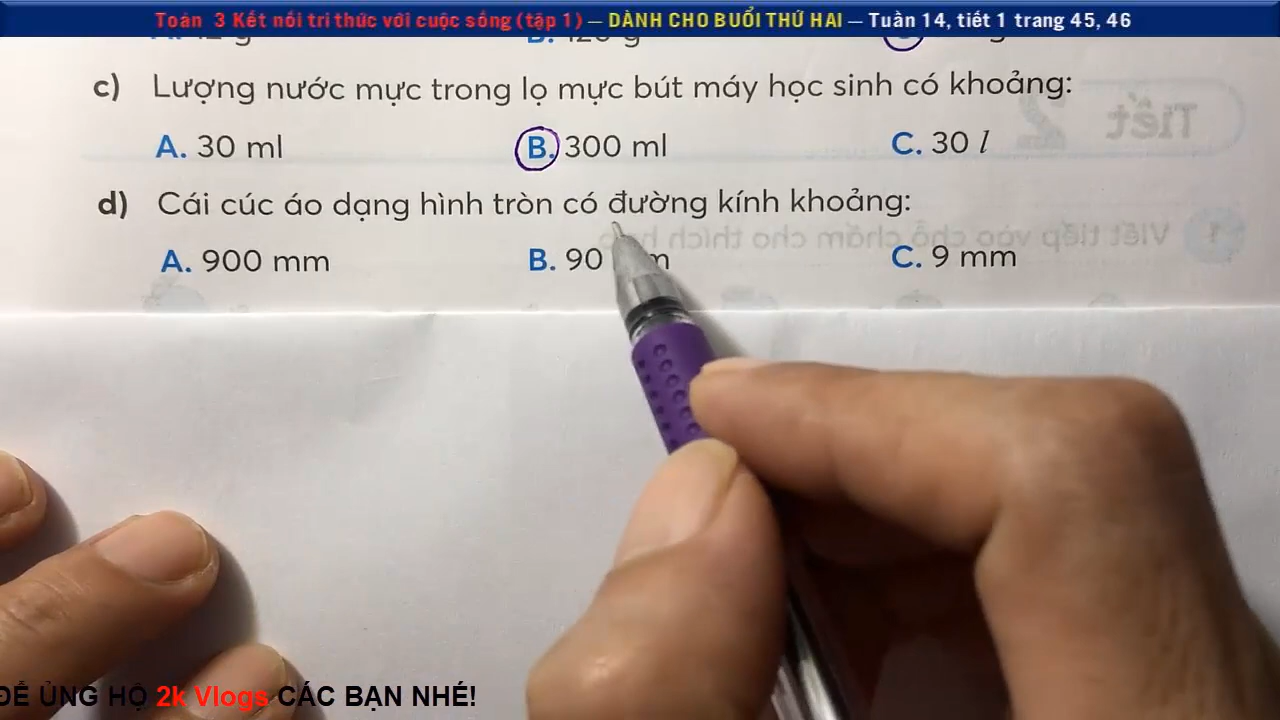 Toán 3 Kết nối tri thức với cuộc sống (tập 1) – DÀNH CHO BUỔI THỨ HAI – Tuần 14, tiết 1 trang 45, 46
c) Lượng nước mực trong lọ mực bút máy học sinh có khoảng:
A. 30 ml B. 300 ml C. 30 l
d) Cái cúc áo dạng hình tròn có đường kính khoảng:
A. 900 mm B. 90 C. 9 mm
ĐỂ ỦNG HỘ 2k Vlogs CÁC BẠN NHÉ!